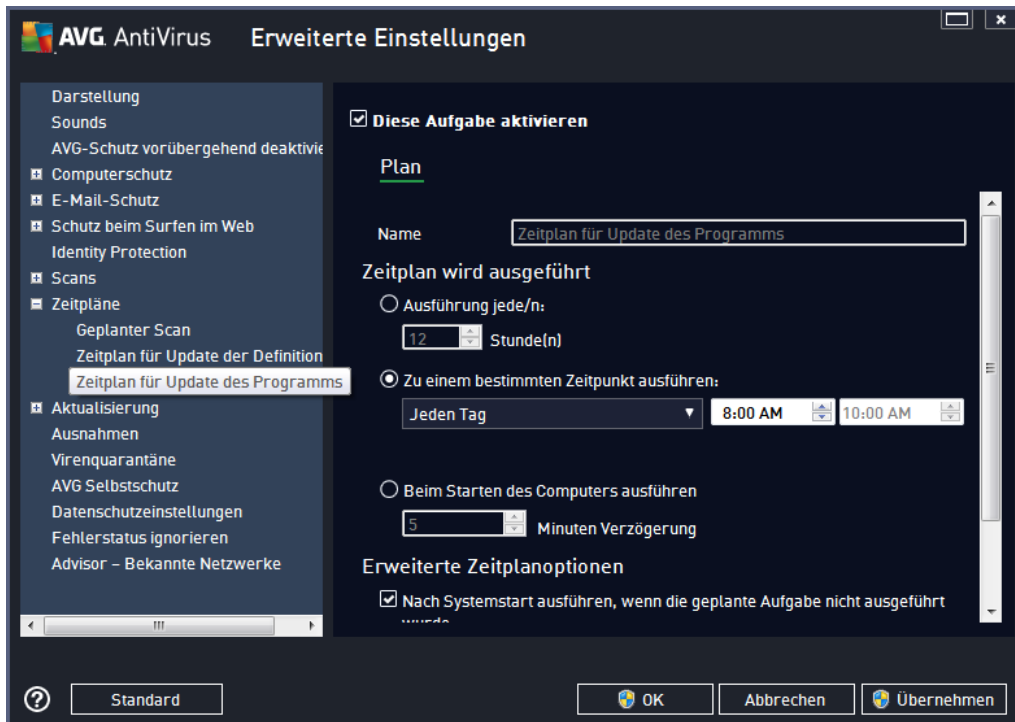 AVG AntiVirus Erweiterte Einstellungen
Darstellung
Sounds
AVG-Schutz vorübergehend deaktivie
Computerschutz
E-Mail-Schutz
Schutz beim Surfen im Web
Identity Protection
Scans
Zeitpläne
Geplanter Scan
Zeitplan für Update der Definition
Zeitplan für Update des Programms
Aktualisierung
Ausnahmen
Virenquarantäne
AVG Selbstschutz
Datenschutzeinstellungen
Fehlerstatus ignorieren
Advisor – Bekannte Netzwerke
Diese Aufgabe aktivieren
Plan
Name Zeitplan für Update des Programms
Zeitplan wird ausgeführt
Ausführung jede/n:
12 Stunde(n)
Zu einem bestimmten Zeitpunkt ausführen:
Jeden Tag 8:00 AM 10:00 AM
Beim Starten des Computers ausführen
5 Minuten Verzögerung
Erweiterte Zeitplanoptionen
Nach Systemstart ausführen, wenn die geplante Aufgabe nicht ausgeführt
wurde
? Standard OK Abbrechen Übernehmen